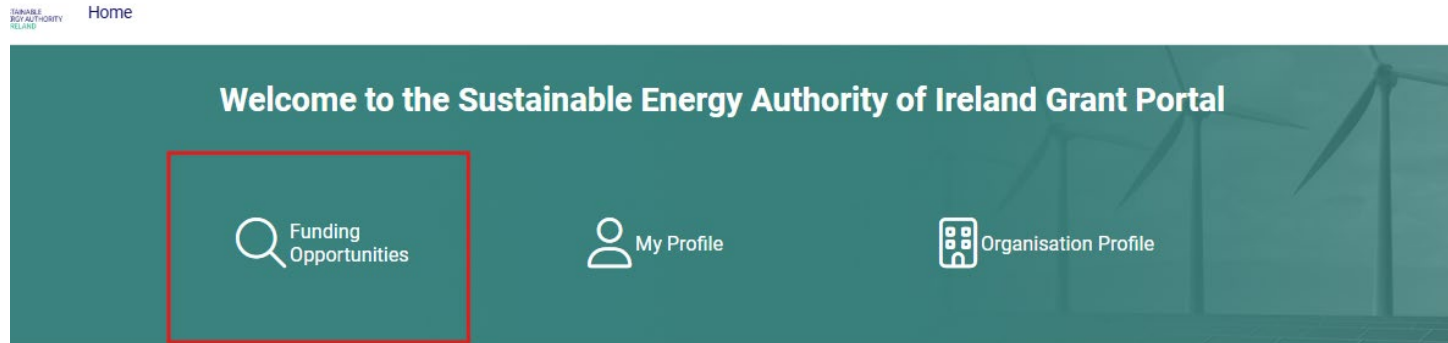 Home
Welcome to the Sustainable Energy Authority of Ireland Grant Portal
Funding
Opportunities
My Profile
Organisation Profile